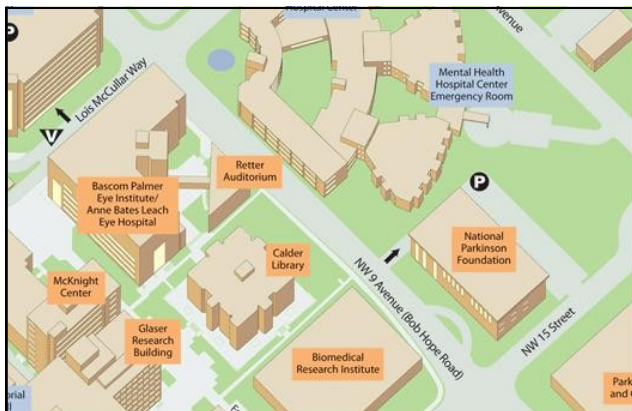 Hospital Center
Avenue
P
Lois McCullar Way
V
Mental Health
Hospital Center
Emergency Room
Retter
Auditorium
Bascom Palmer
Eye Institute/
Anne Bates Leach
Eye Hospital
P
National
Parkinson
Foundation
Calder
Library
McKnight
Center
NW 9 Avenue (Bob Hope Road)
NW 15 Street
Glaser
Research
Building
Biomedical
Research Institute
Park
and